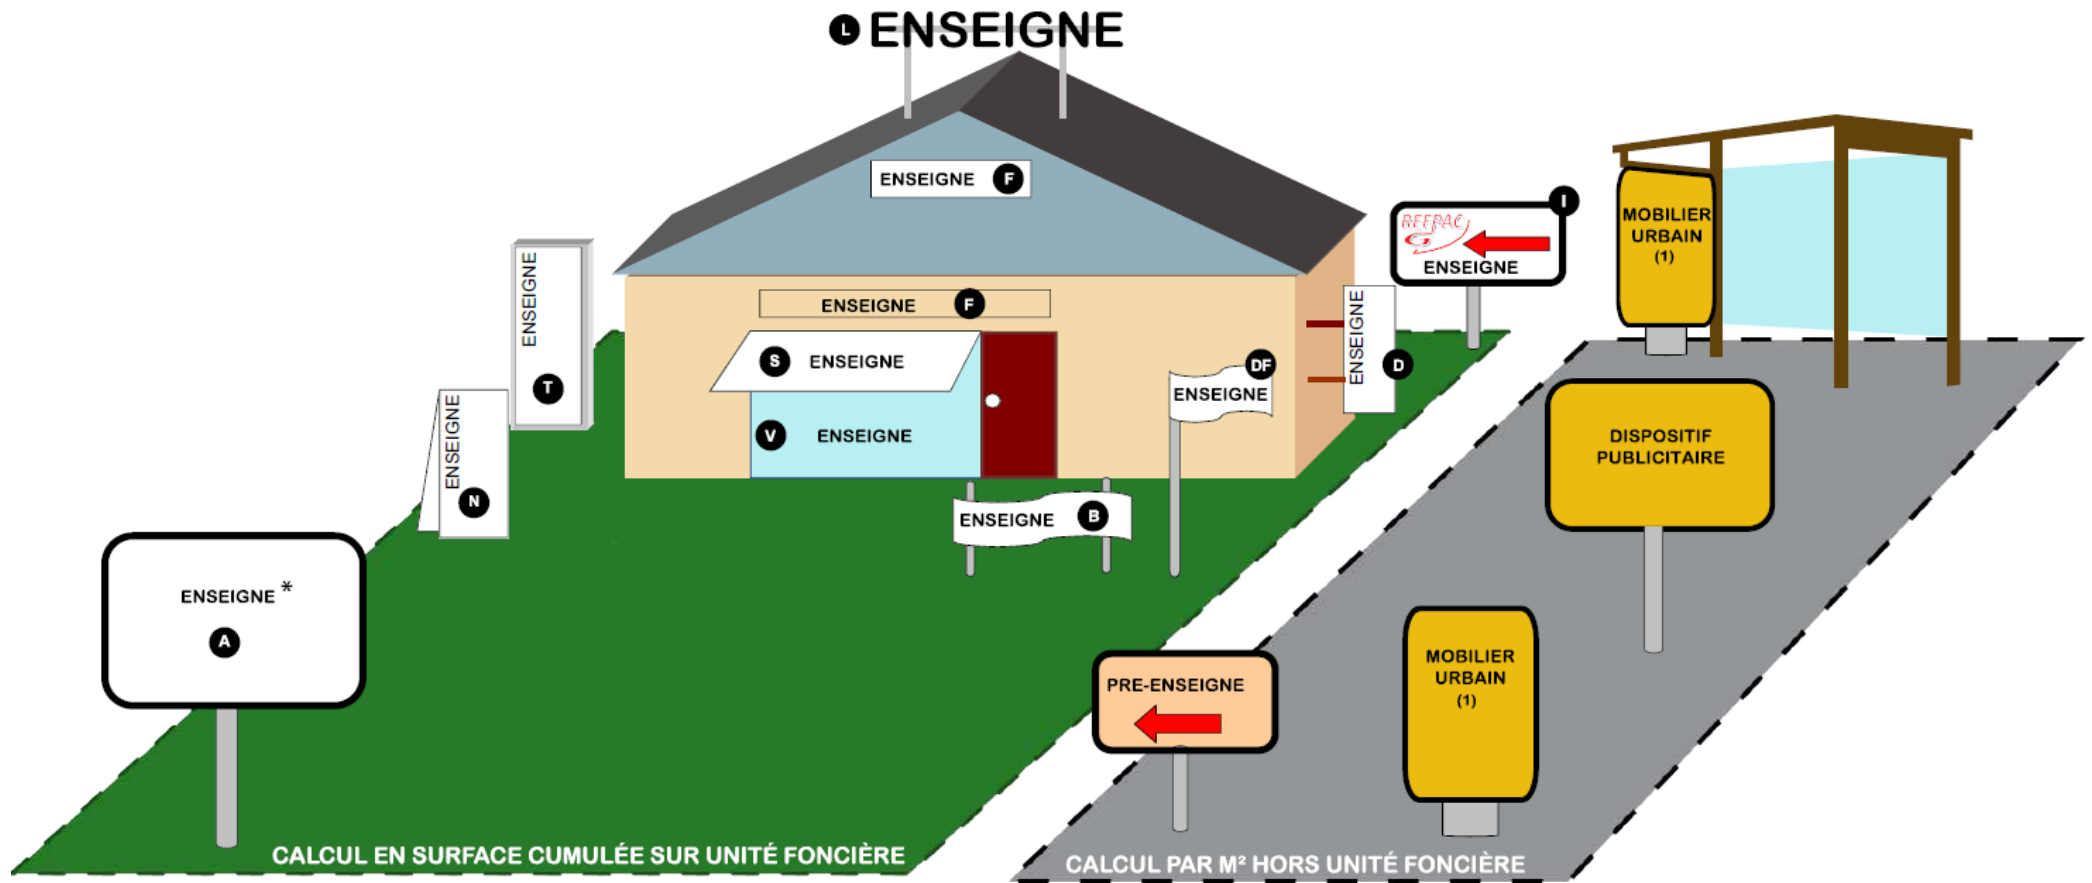 L ENSEIGNE
ENSEIGNE F
ENSEIGNE F
S ENSEIGNE
V ENSEIGNE
ENSEIGNE
T
ENSEIGNE
N
ENSEIGNE *
A
ENSEIGNE B
DF
ENSEIGNE
ENSEIGNE
D
I
REFPAC
G
ENSEIGNE
MOBILIER
URBAIN
(1)
DISPOSITIF
PUBLICITAIRE
PRE-ENSEIGNE
MOBILIER
URBAIN
(1)
CALCUL EN SURFACE CUMULÉE SUR UNITÉ FONCIÈRE
CALCUL PAR M² HORS UNITÉ FONCIÈRE